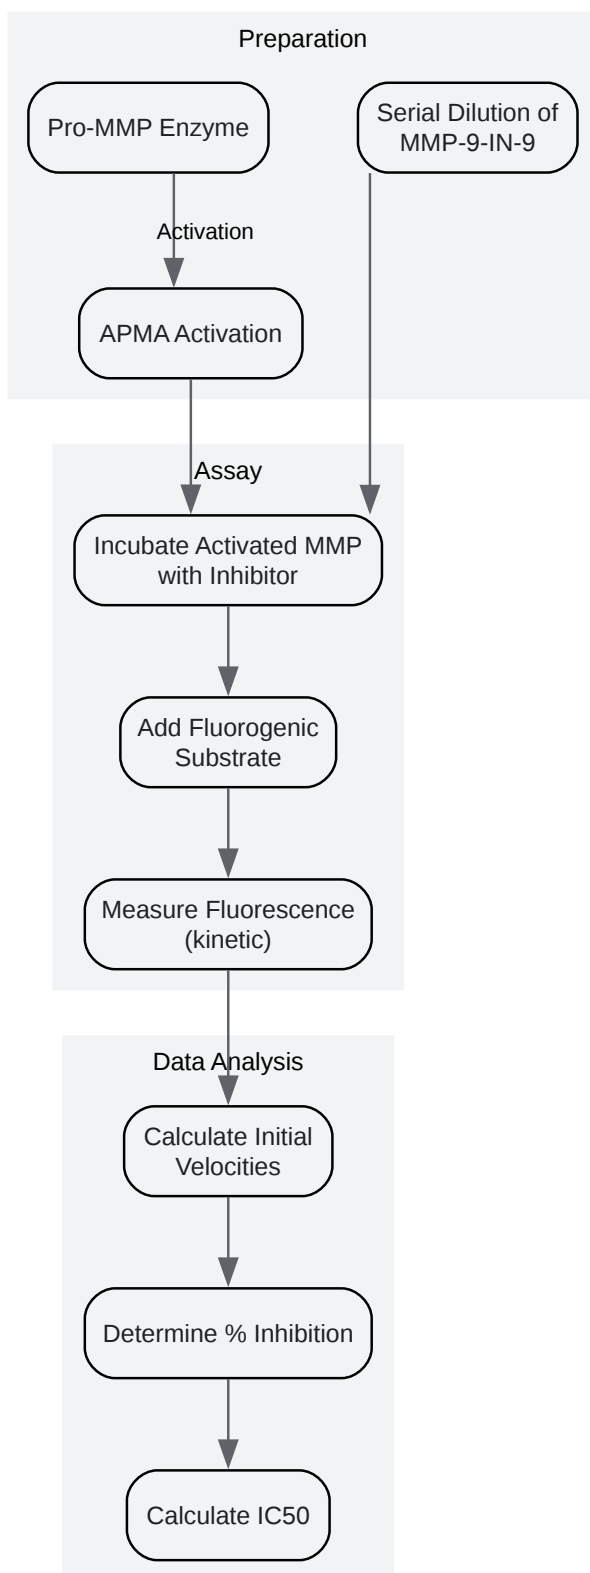 Preparation
Pro-MMP Enzyme
Serial Dilution of
MMP-9-IN-9
Activation
APMA Activation
Assay
Incubate Activated MMP
with Inhibitor
Add Fluorogenic
Substrate
Measure Fluorescence
(kinetic)
Data Analysis
Calculate Initial
Velocities
Determine % Inhibition
Calculate IC50